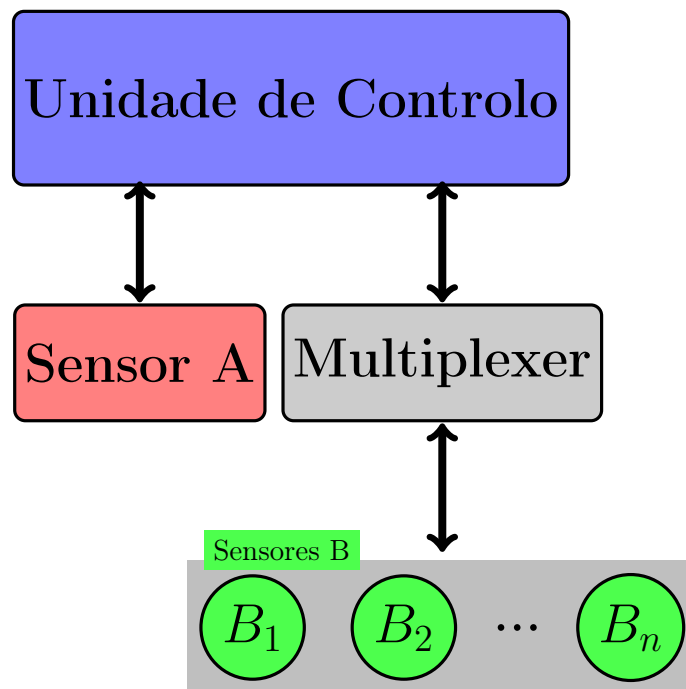 Unidade de Controlo
Sensor A
Multiplexer
Sensores B
B₁
B₂
...
Bₙ